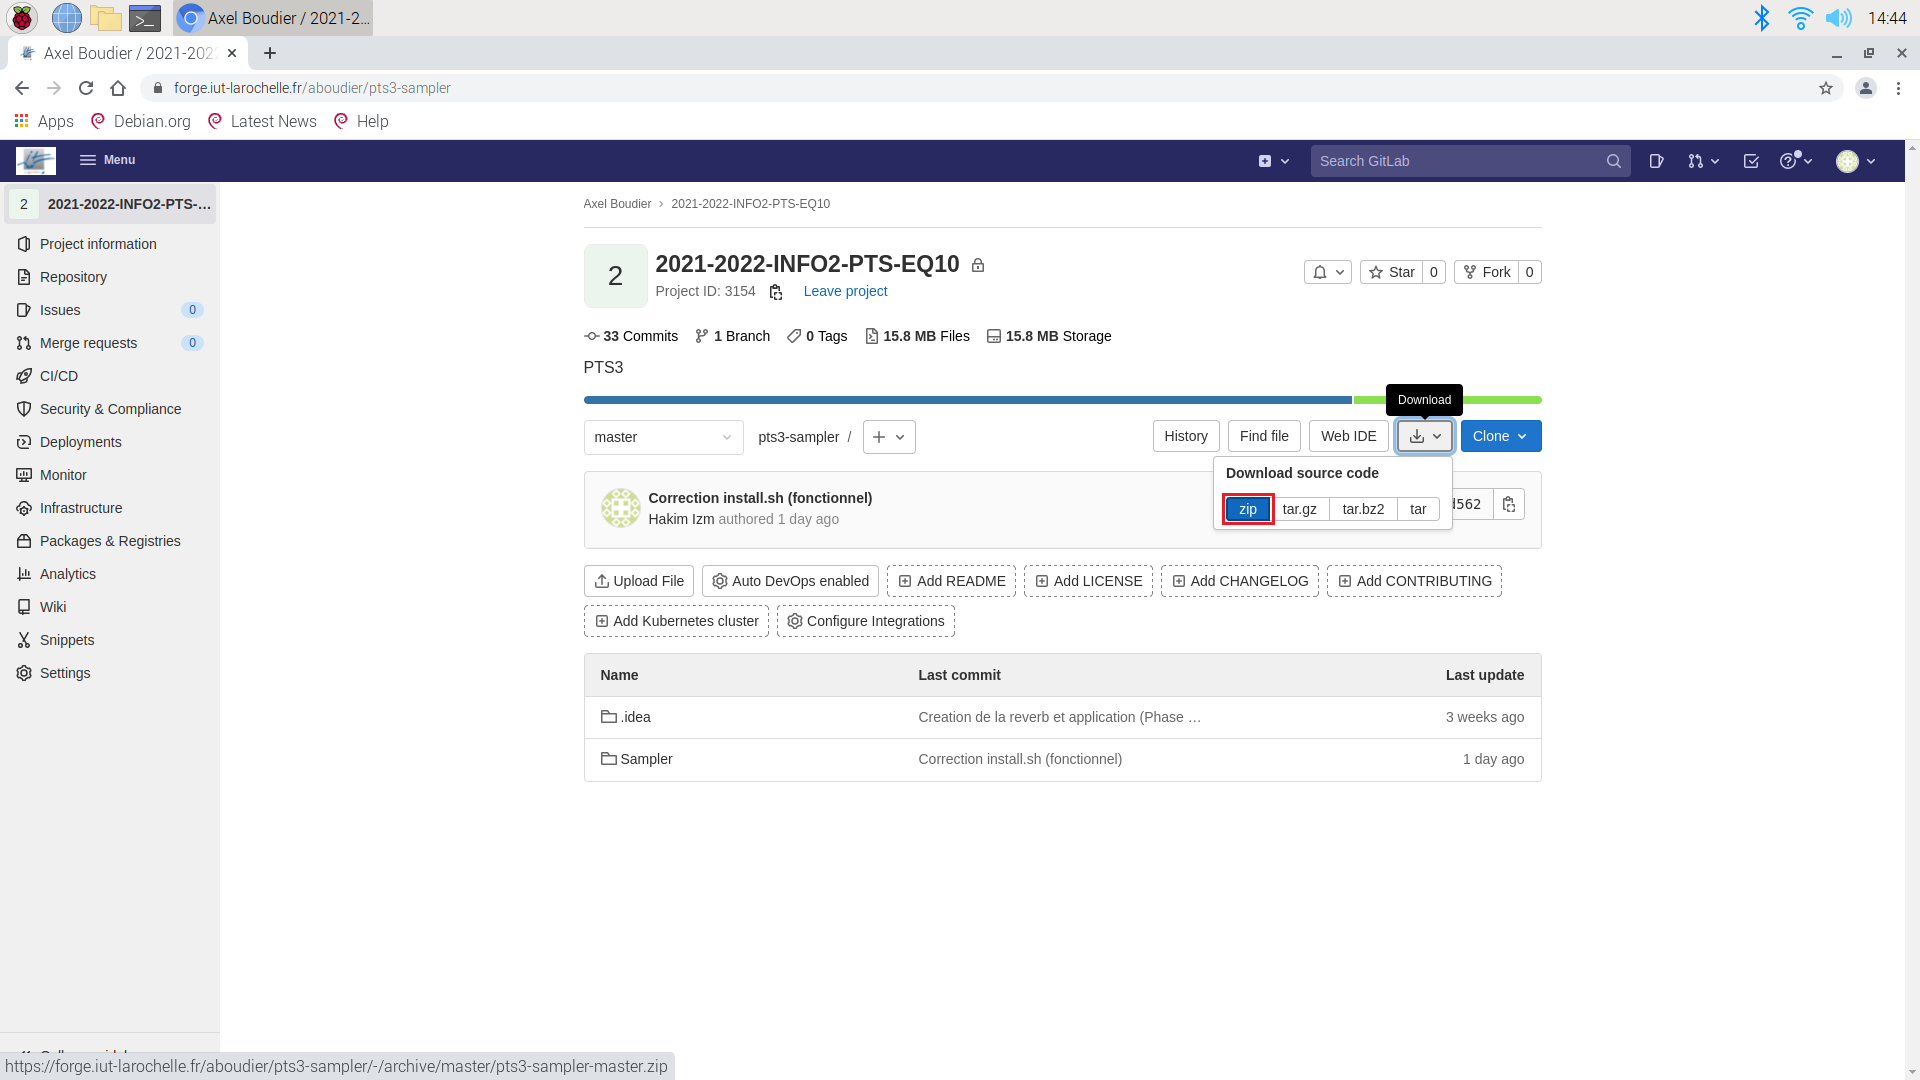 Axel Boudier / 2021-2...
14:44
Axel Boudier / 2021-202
forge.iut-larochelle.fr/aboudier/pts3-sampler
Apps Debian.org Latest News Help
Menu
Search GitLab
2 2021-2022-INFO2-PTS-...
Project information
Repository
Issues 0
Merge requests 0
CI/CD
Security & Compliance
Deployments
Monitor
Infrastructure
Packages & Registries
Analytics
Wiki
Snippets
Settings
Axel Boudier › 2021-2022-INFO2-PTS-EQ10
2
2021-2022-INFO2-PTS-EQ10
Project ID: 3154 Leave project
Star 0 Fork 0
33 Commits 1 Branch 0 Tags 15.8 MB Files 15.8 MB Storage
PTS3
Download
master pts3-sampler / History Find file Web IDE Clone
Download source code
zip tar.gz tar.bz2 tar
Correction install.sh (fonctionnel)
Hakim Izm authored 1 day ago
d562
Upload File Auto DevOps enabled Add README Add LICENSE Add CHANGELOG Add CONTRIBUTING
Add Kubernetes cluster Configure Integrations
Name Last commit Last update
.idea Creation de la reverb et application (Phase … 3 weeks ago
Sampler Correction install.sh (fonctionnel) 1 day ago
https://forge.iut-larochelle.fr/aboudier/pts3-sampler/-/archive/master/pts3-sampler-master.zip